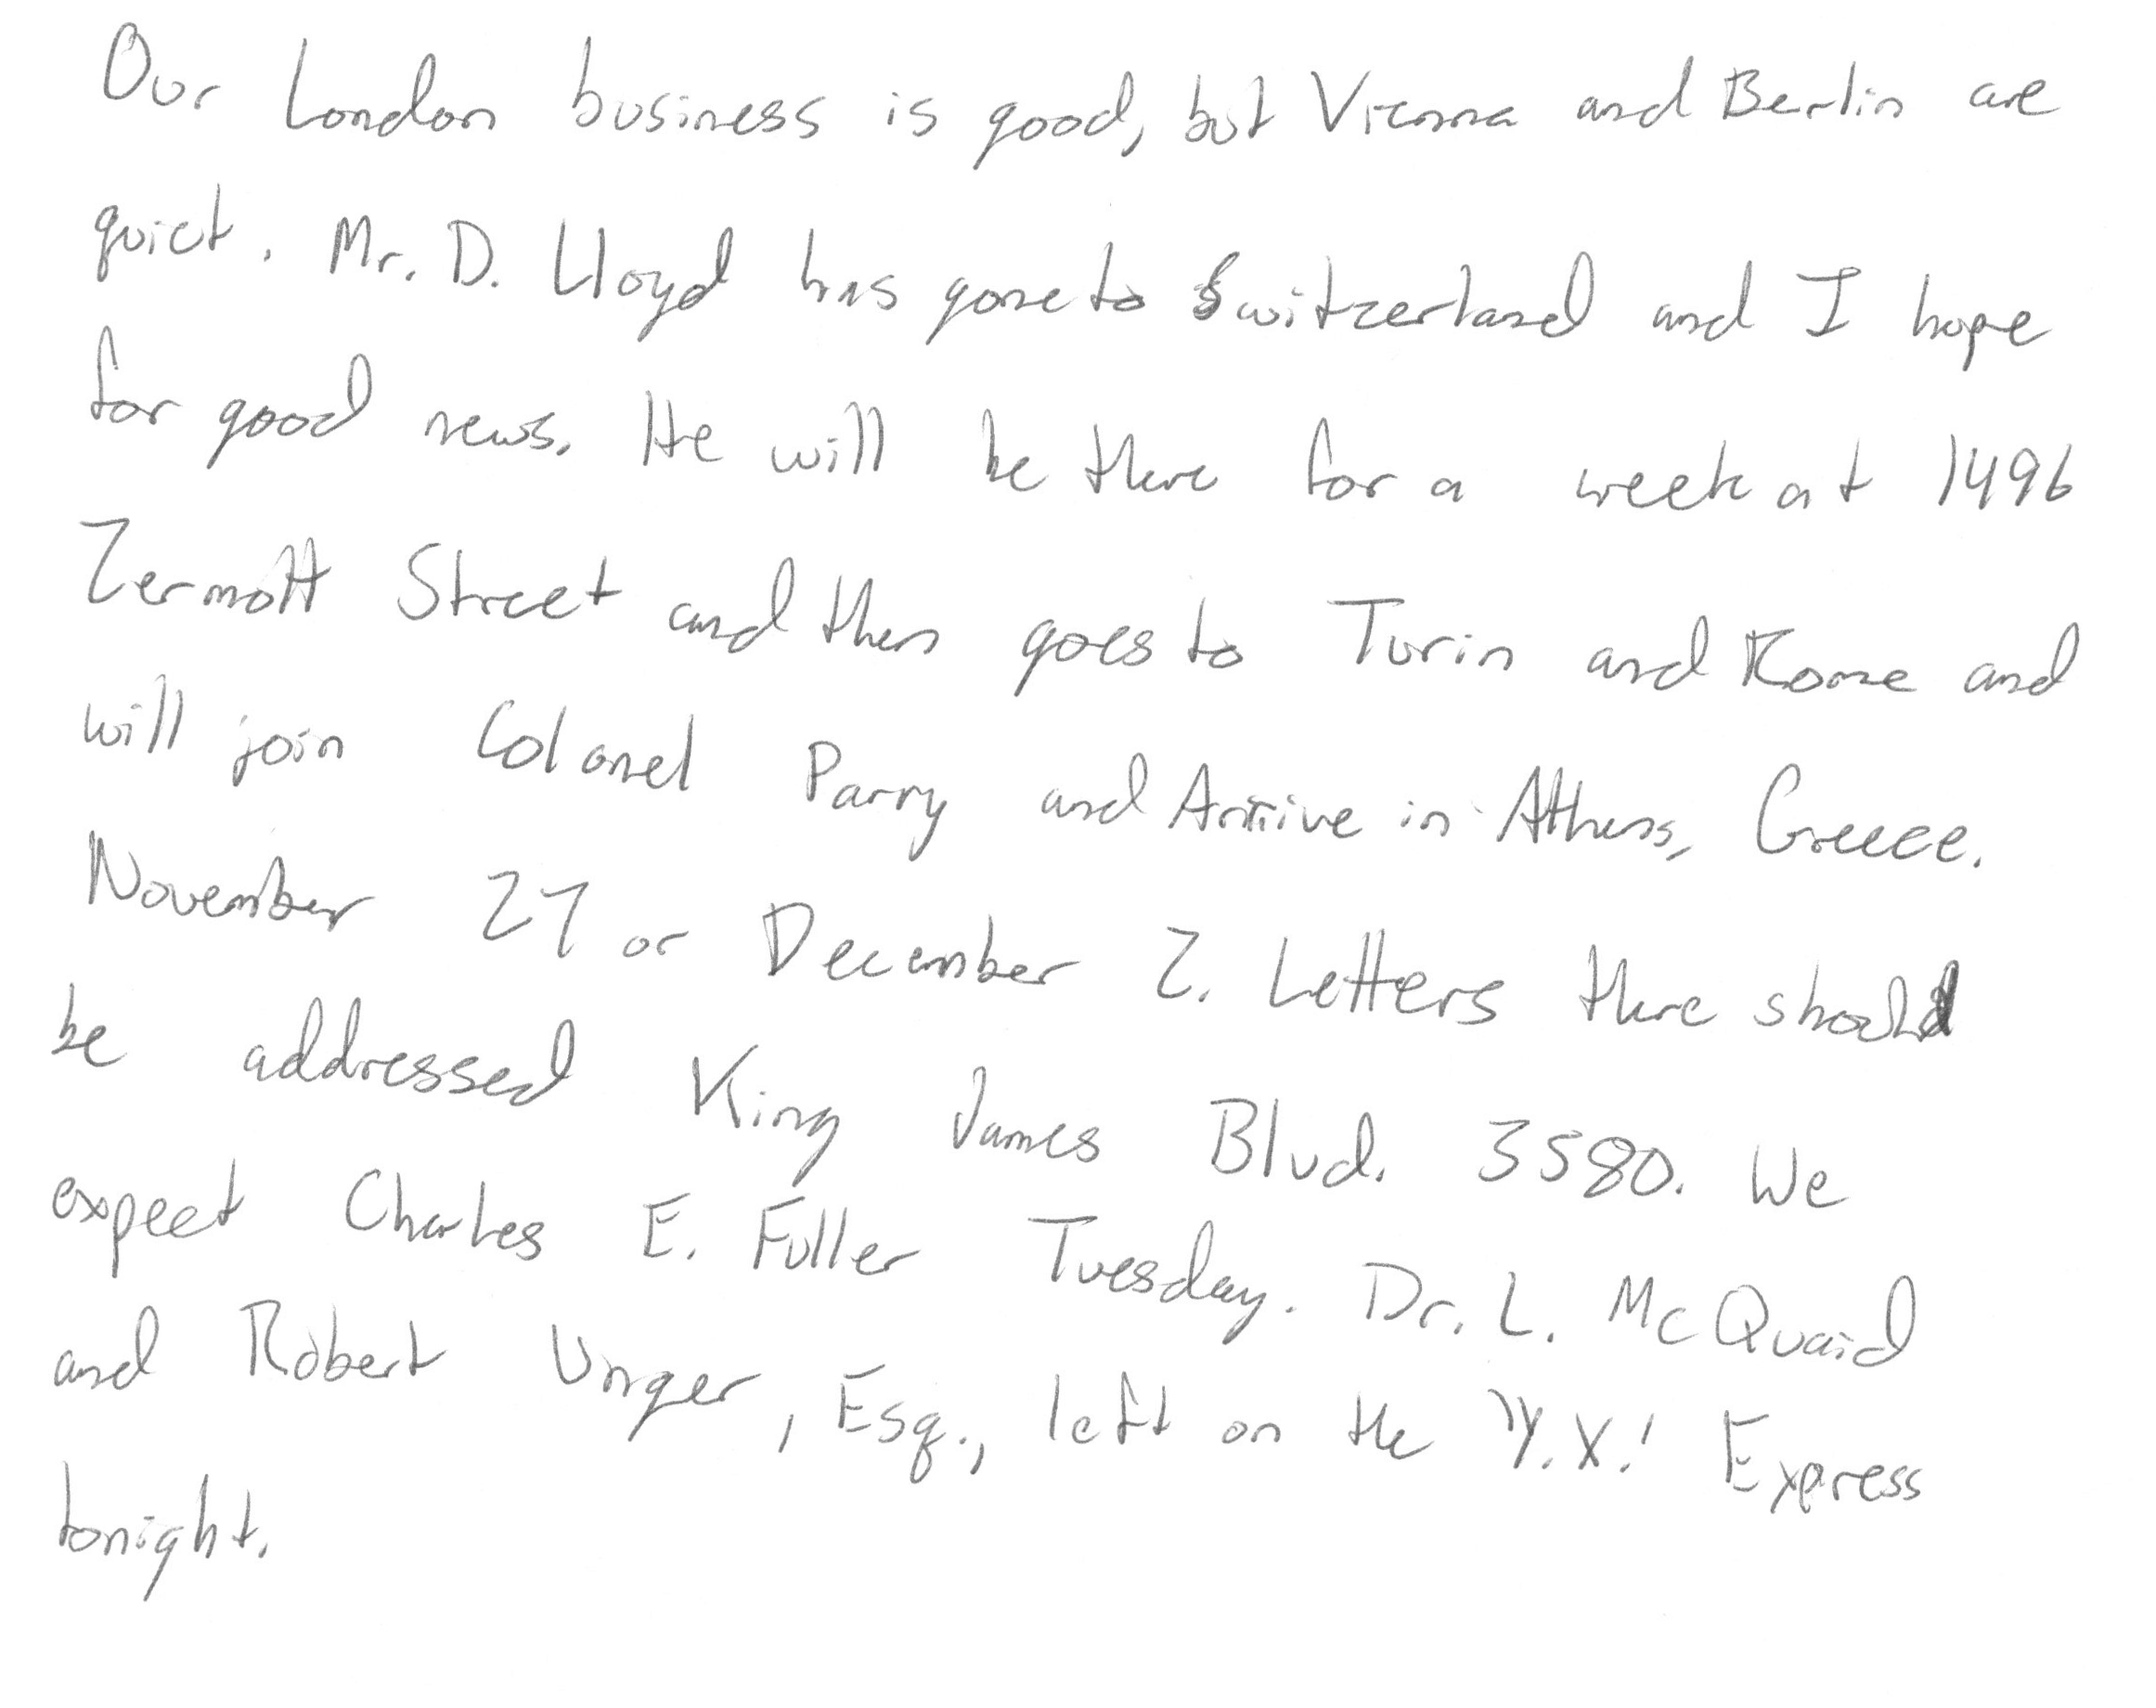 Our London business is good, but Vienna and Berlin are
quiet. Mr. D. Lloyd has gone to Switzerland and I hope
for good news. He will be there for a week at 1496
Zermott Street and then goes to Turin and Rome and
will join Colonel Parry and Arrive in Athens, Greece.
November 27 or December 2. Letters there should
be addressed King James Blvd. 3580. We
expect Charles E. Fuller Tuesday. Dr. L. McQuaid
and Robert Unger, Esq., left on the 'Y.X.' Express
tonight.